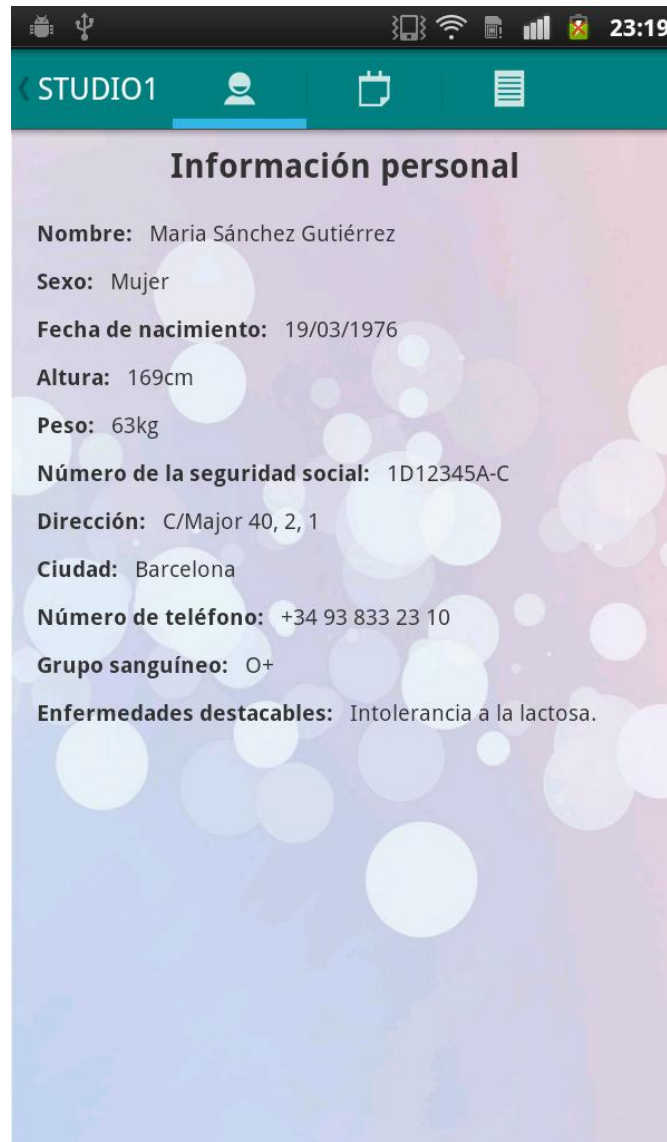 23:19
STUDIO1
Información personal
Nombre: Maria Sánchez Gutiérrez
Sexo: Mujer
Fecha de nacimiento: 19/03/1976
Altura: 169cm
Peso: 63kg
Número de la seguridad social: 1D12345A-C
Dirección: C/Major 40, 2, 1
Ciudad: Barcelona
Número de teléfono: +34 93 833 23 10
Grupo sanguíneo: O+
Enfermedades destacables: Intolerancia a la lactosa.